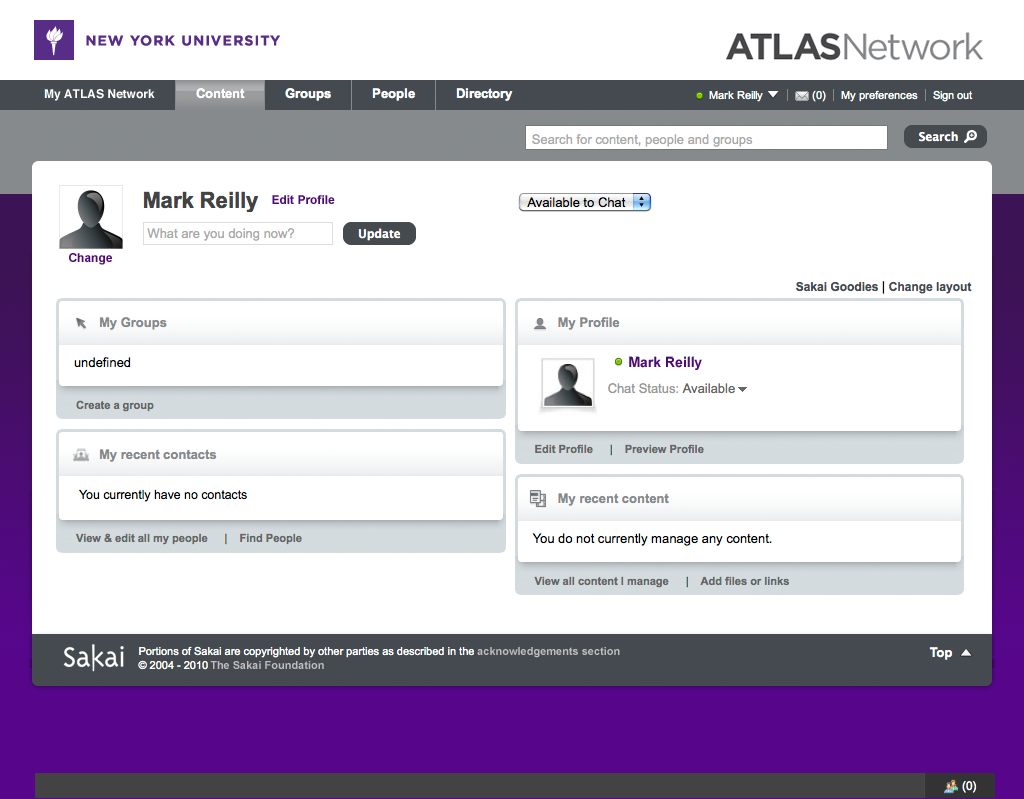 NEW YORK UNIVERSITY
ATLASNetwork
My ATLAS Network Content Groups People Directory Mark Reilly (0) My preferences Sign out
Search for content, people and groups Search
Mark Reilly Edit Profile Available to Chat
What are you doing now? Update
Change
Sakai Goodies | Change layout
My Groups
undefined
Create a group
My recent contacts
You currently have no contacts
View & edit all my people | Find People
My Profile
Mark Reilly
Chat Status: Available
Edit Profile | Preview Profile
My recent content
You do not currently manage any content.
View all content I manage | Add files or links
Sakai
Portions of Sakai are copyrighted by other parties as described in the acknowledgements section
© 2004 - 2010 The Sakai Foundation
Top
(0)